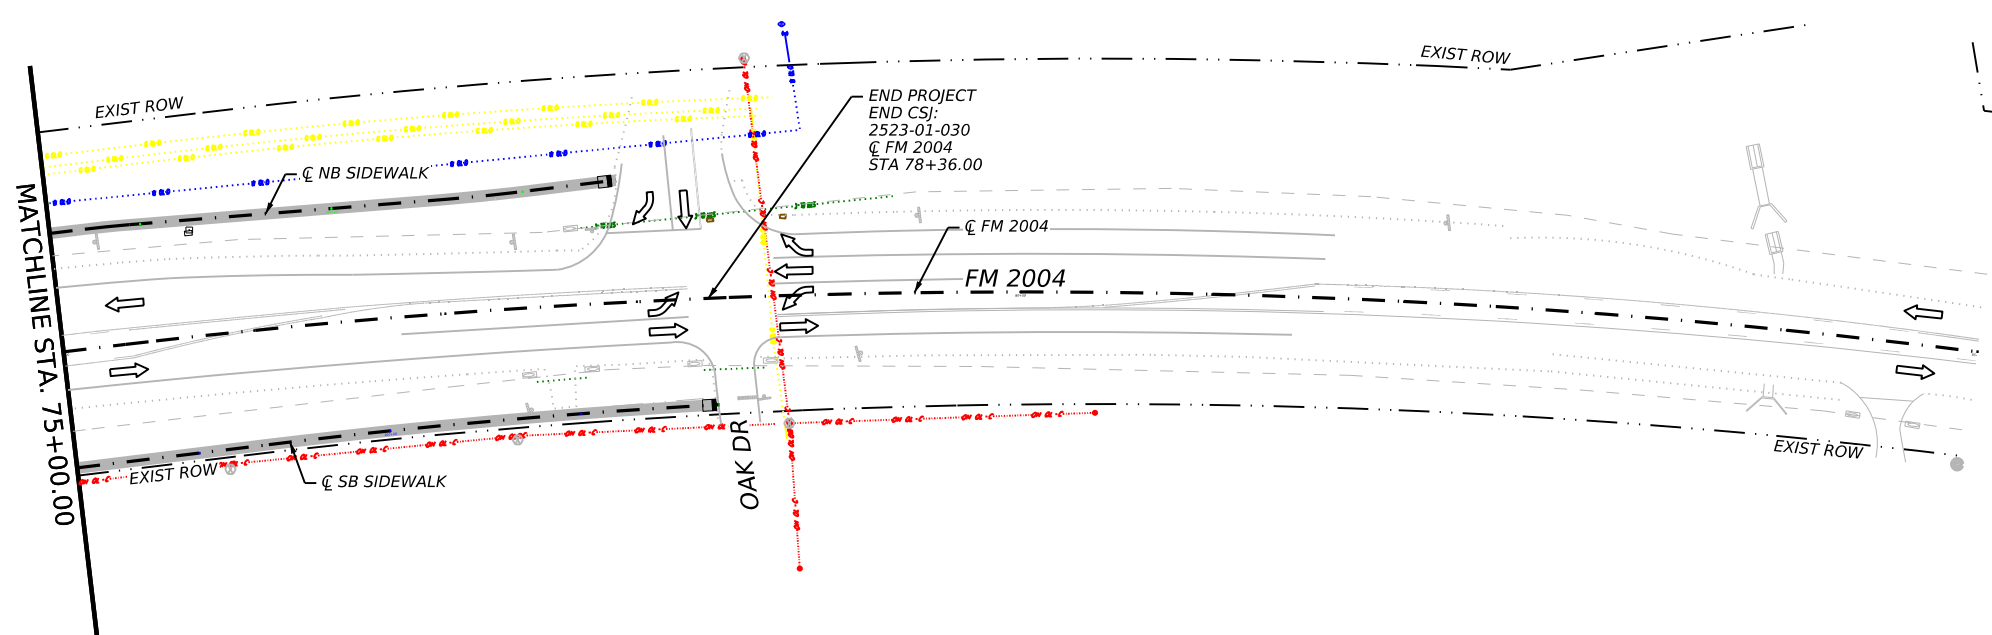 EXIST ROW
EXIST ROW
END PROJECT
END CSJ:
2523-01-030
℄ FM 2004
STA 78+36.00
℄ NB SIDEWALK
MATCHLINE STA. 75+00.00
℄ FM 2004
FM 2004
EXIST ROW
℄ SB SIDEWALK
OAK DR
EXIST ROW